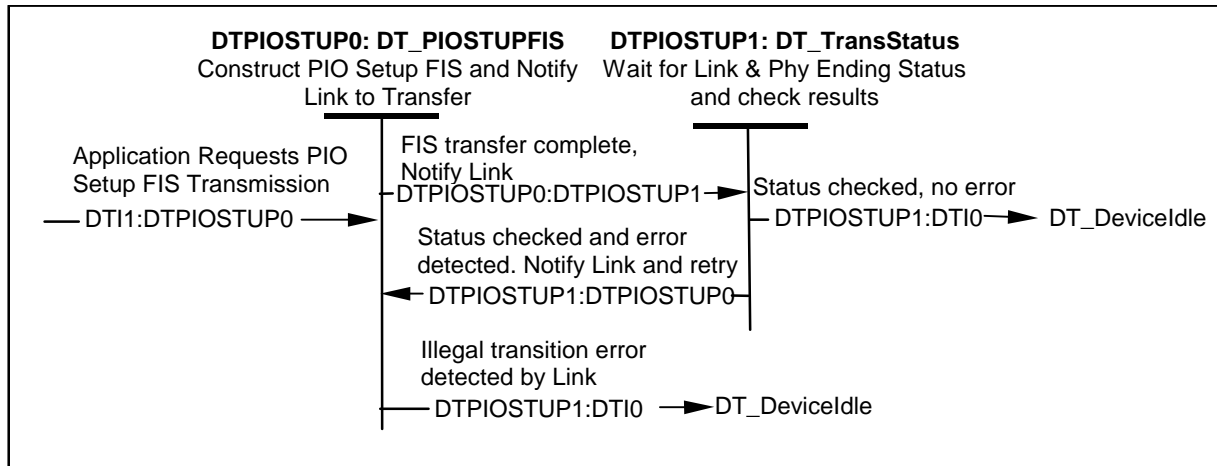 DTPIOSTUP0: DT_PIOSTUPFIS
Construct PIO Setup FIS and Notify
Link to Transfer
DTPIOSTUP1: DT_TransStatus
Wait for Link & Phy Ending Status
and check results
Application Requests PIO
Setup FIS Transmission
DTI1:DTPIOSTUP0
FIS transfer complete,
Notify Link
DTPIOSTUP0:DTPIOSTUP1
Status checked, no error
DTPIOSTUP1:DTI0
DT_DeviceIdle
Status checked and error
detected. Notify Link and retry
DTPIOSTUP1:DTPIOSTUP0
Illegal transition error
detected by Link
DTPIOSTUP1:DTI0
DT_DeviceIdle